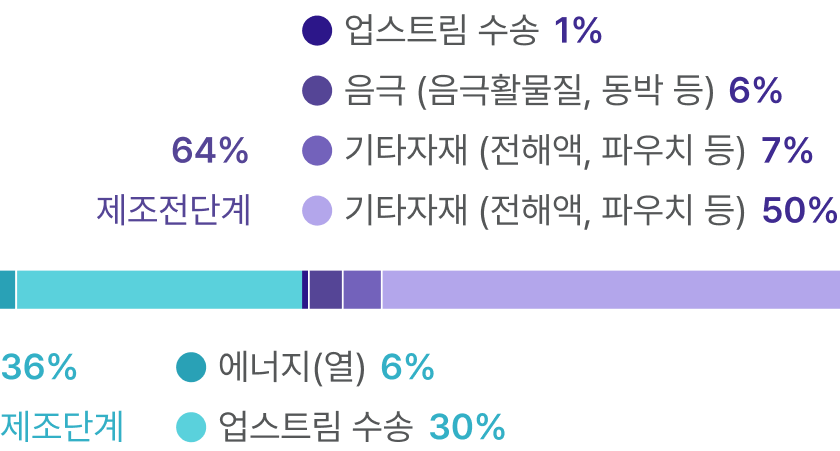 업스트림 수송 1%
음극 (음극활물질, 동박 등) 6%
64%
기타자재 (전해액, 파우치 등) 7%
제조전단계
기타자재 (전해액, 파우치 등) 50%
36%
에너지(열) 6%
제조단계
업스트림 수송 30%